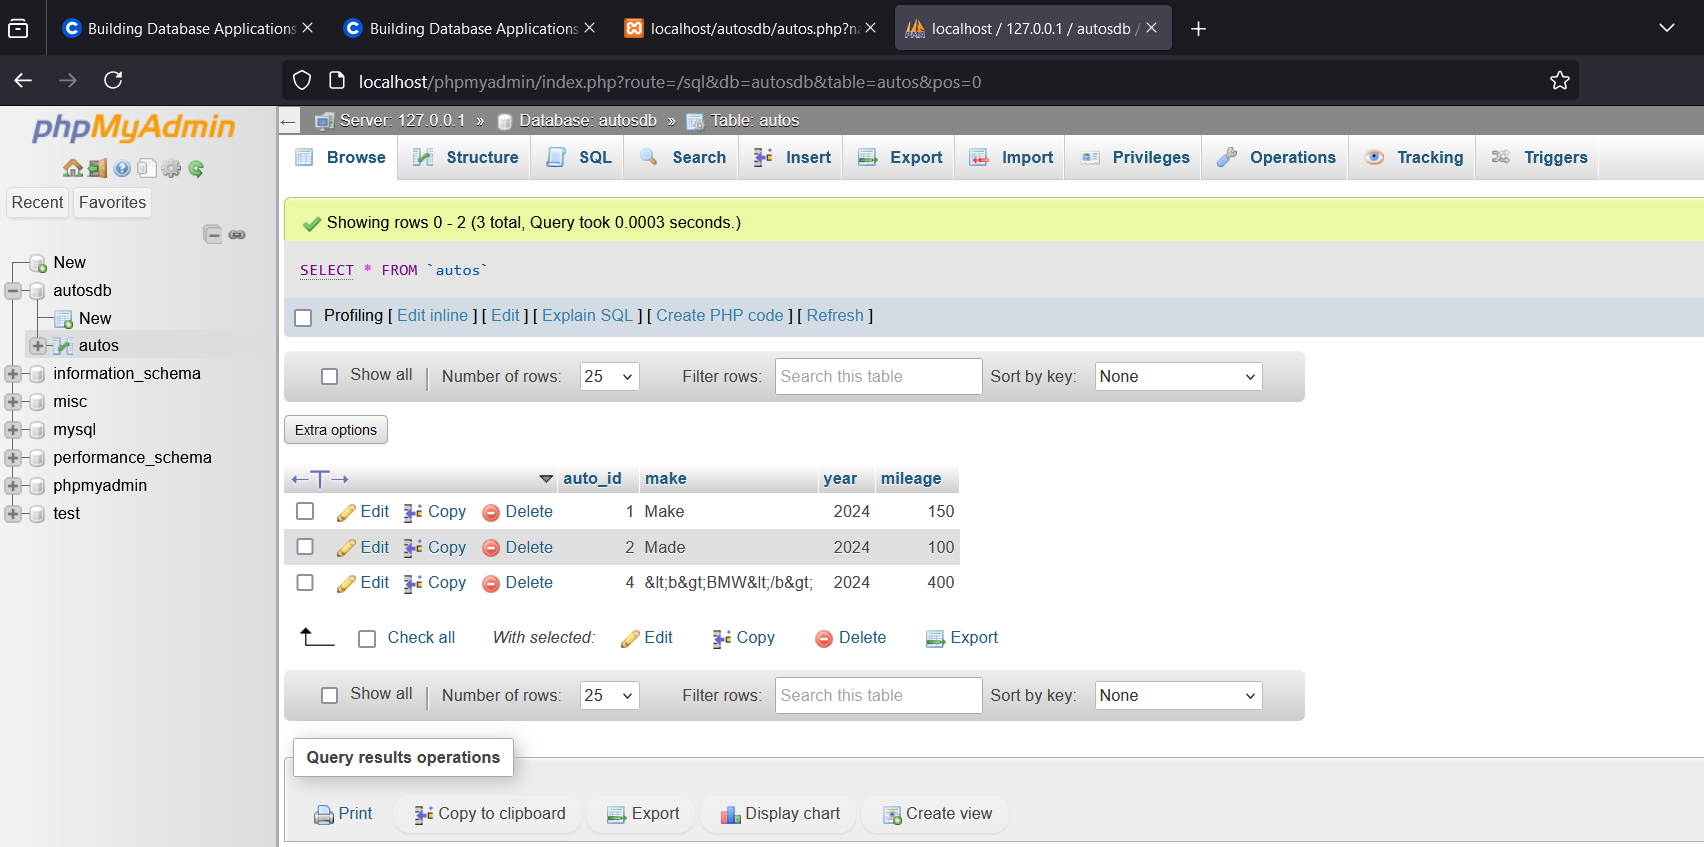 Building Database Applications
Building Database Applications
localhost/autosdb/autos.php?na
localhost / 127.0.0.1 / autosdb /
localhost/phpmyadmin/index.php?route=/sql&db=autosdb&table=autos&pos=0
phpMyAdmin
Recent
Favorites
New
autosdb
New
autos
information_schema
misc
mysql
performance_schema
phpmyadmin
test
Server: 127.0.0.1 » Database: autosdb » Table: autos
Browse Structure SQL Search Insert Export Import Privileges Operations Tracking Triggers
Showing rows 0 - 2 (3 total, Query took 0.0003 seconds.)
SELECT * FROM `autos`
Profiling [ Edit inline ] [ Edit ] [ Explain SQL ] [ Create PHP code ] [ Refresh ]
Show all Number of rows: 25 Filter rows: Search this table Sort by key: None
Extra options
auto_id make year mileage
Edit Copy Delete 1 Make 2024 150
Edit Copy Delete 2 Made 2024 100
Edit Copy Delete 4 &lt;b&gt;BMW&lt;/b&gt; 2024 400
Check all With selected: Edit Copy Delete Export
Show all Number of rows: 25 Filter rows: Search this table Sort by key: None
Query results operations
Print Copy to clipboard Export Display chart Create view